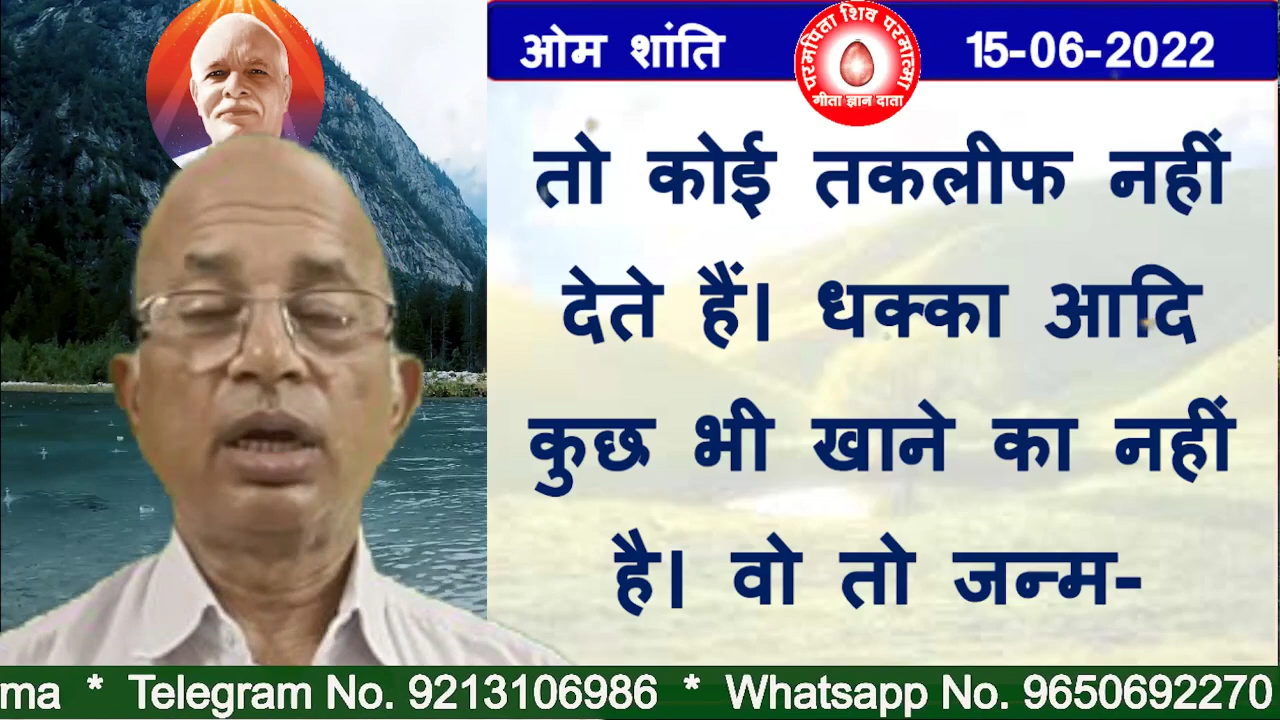 ओम शांति
परमपिता शिव परमात्मा
गीता ज्ञान दाता
15-06-2022
तो कोई तकलीफ नहीं
देते हैं। धक्का आदि
कुछ भी खाने का नहीं
है। वो तो जन्म-
ma * Telegram No. 9213106986 * Whatsapp No. 9650692270